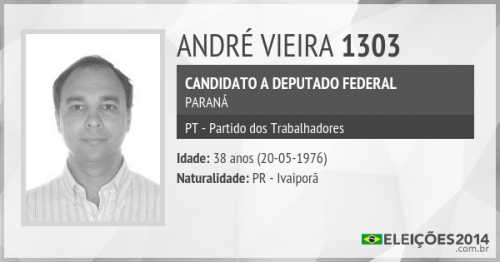 ANDRÉ VIEIRA 1303
CANDIDATO A DEPUTADO FEDERAL
PARANÁ
PT - Partido dos Trabalhadores
Idade: 38 anos (20-05-1976)
Naturalidade: PR - Ivaiporã
ELEIÇÕES2014
.com.br